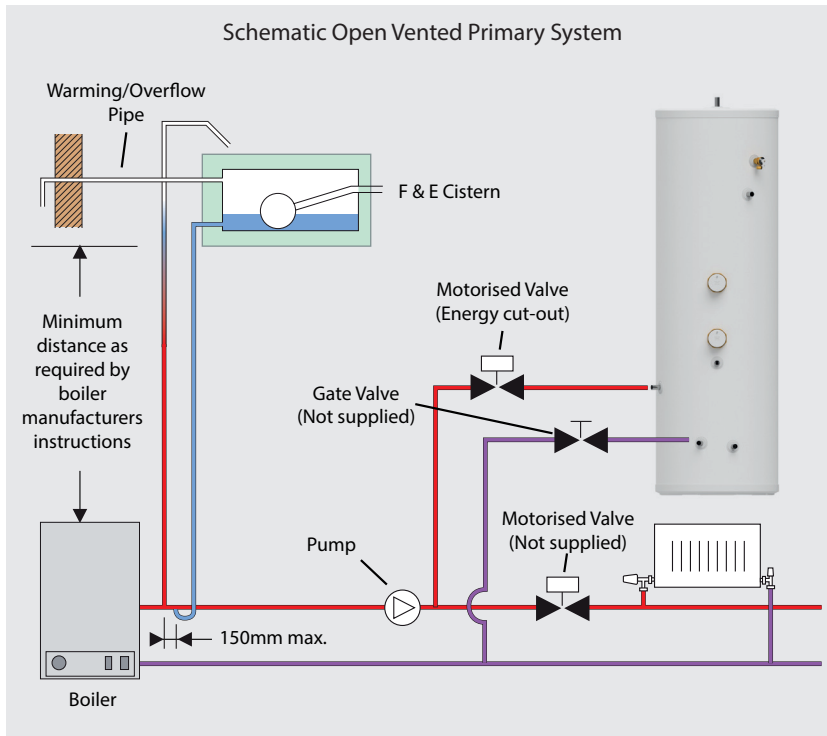 Schematic Open Vented Primary System
Warming/Overflow
Pipe
F & E Cistern
Minimum
distance as
required by
boiler
manufacturers
instructions
Motorised Valve
(Energy cut-out)
Gate Valve
(Not supplied)
Motorised Valve
(Not supplied)
Pump
150mm max.
Boiler